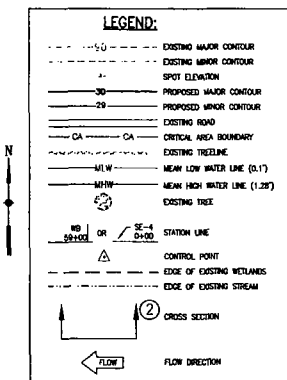 LEGEND:
90 EXISTING MAJOR CONTOUR
EXISTING MINOR CONTOUR
SPOT ELEVATION
30 PROPOSED MAJOR CONTOUR
29 PROPOSED MINOR CONTOUR
EXISTING ROAD
CA CA CRITICAL AREA BOUNDARY
EXISTING TREELINE
MLW MEAN LOW WATER LINE (0.1')
MHW MEAN HIGH WATER LINE (1.28')
EXISTING TREE
WB 59+00 OR SE-4 0+00 STATION LINE
CONTROL POINT
EDGE OF EXISTING WETLANDS
EDGE OF EXISTING STREAM
2 CROSS SECTION
FLOW FLOW DIRECTION
N